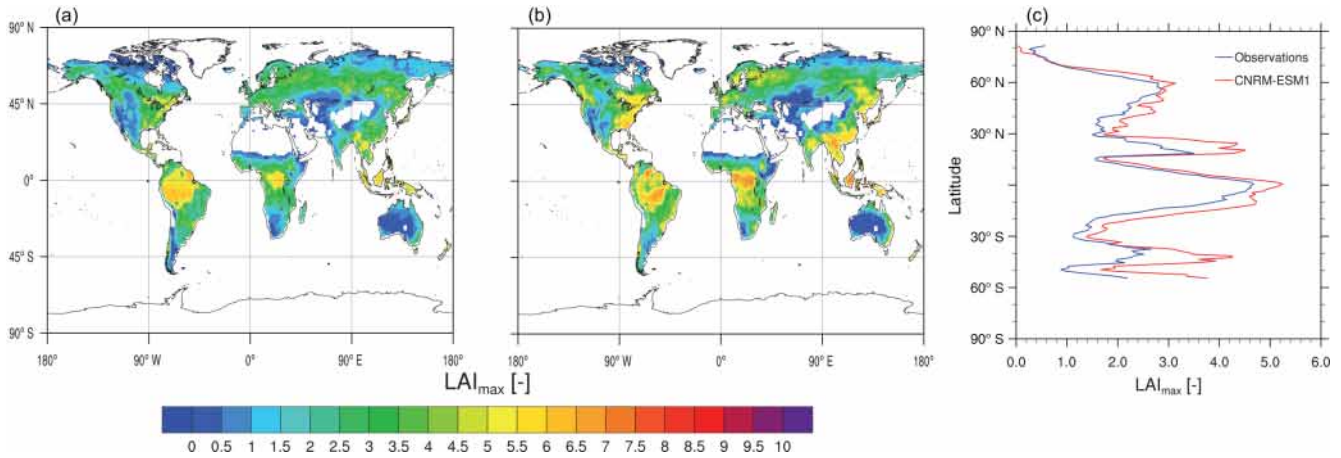 (a)
(b)
(c)
90° N
45° N
0°
45° S
90° S
180°
90° W
0°
90° E
180°
180°
90° W
0°
90° E
180°
LAImax [-]
0 0.5 1 1.5 2 2.5 3 3.5 4 4.5 5 5.5 6 6.5 7 7.5 8 8.5 9 9.5 10
90° N
60° N
30° N
0°
30° S
60° S
90° S
Latitude
Observations
CNRM-ESM1
0.0 1.0 2.0 3.0 4.0 5.0 6.0
LAImax [-]